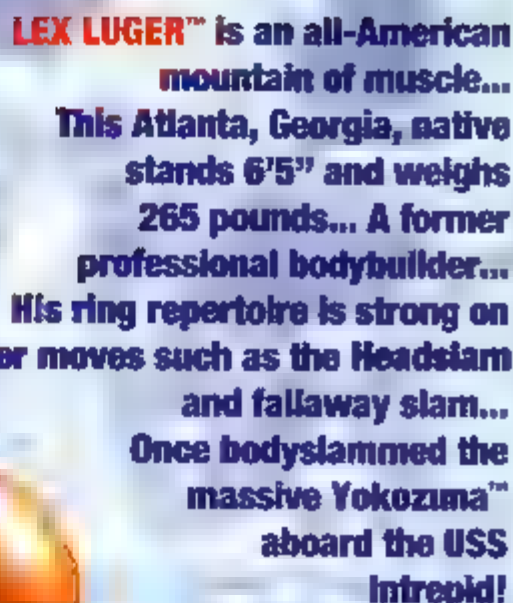 LEX LUGER™ is an all-American
mountain of muscle...
This Atlanta, Georgia, native
stands 6'5" and weighs
265 pounds... A former
professional bodybuilder...
His ring repertoire is strong on
er moves such as the Headslam
and fallaway slam...
Once bodyslammed the
massive Yokozuna™
aboard the USS
Intrepid!